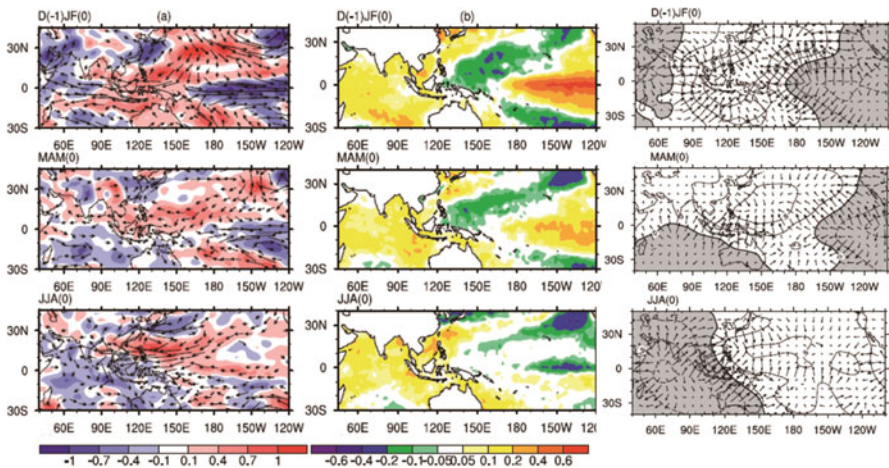 D(-1)JF(0) (a) D(-1)JF(0) (b) D(-1)JF(0)
30N 30N 30N
0 0 0
30S 30S 30S
60E 90E 120E 150E 180 150W 120W 60E 90E 120E 150E 180 150W 120W 60E 90E 120E 150E 180 150W
MAM(0) MAM(0) MAM(0)
30N 30N 30N
0 0 0
30S 30S 30S
60E 90E 120E 150E 180 150W 120W 60E 90E 120E 150E 180 150W 120W 60E 90E 120E 150E 180 150W
JJA(0) JJA(0) JJA(0)
30N 30N 30N
0 0 0
30S 30S 30S
60E 90E 120E 150E 180 150W 120W 60E 90E 120E 150E 180 150W 120W 60E 90E 120E 150E 180 150W
-1 -0.7 -0.4 -0.1 0.1 0.4 0.7 1 -0.6 -0.4 -0.2 -0.1 -0.05 0.05 0.1 0.2 0.4 0.6